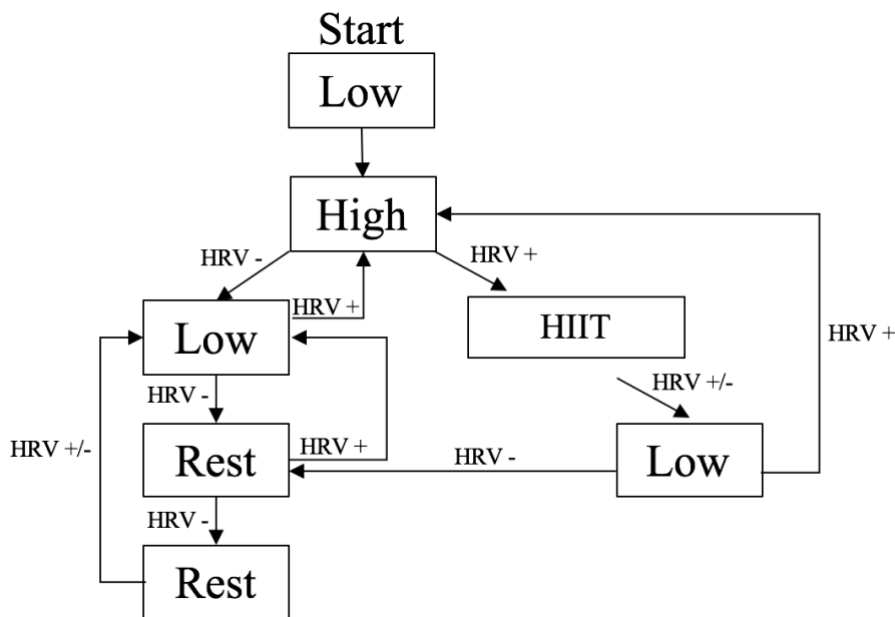 Start
Low
High
HRV -
HRV +
HRV +
Low
HIIT
HRV +
HRV -
HRV +/-
HRV +/-
Rest
HRV +
HRV -
Low
HRV -
Rest